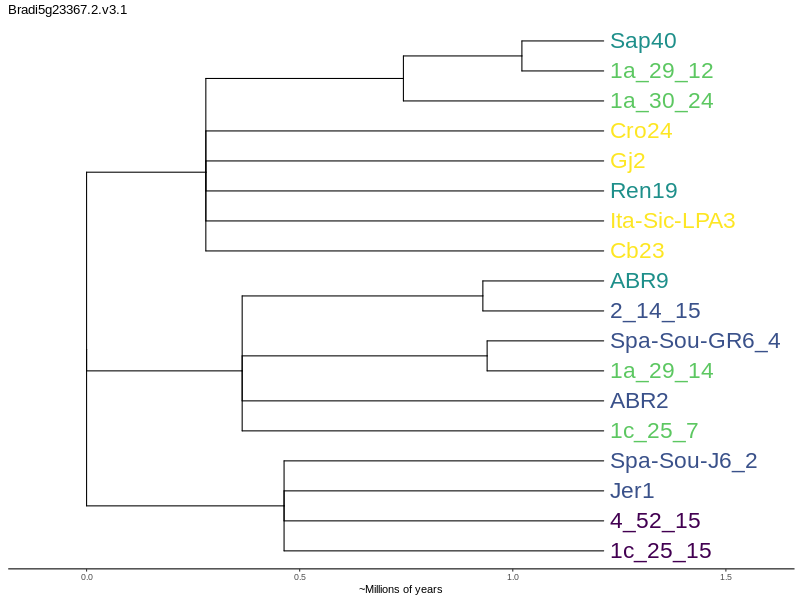 Bradi5g23367.2.v3.1
Sap40
1a_29_12
1a_30_24
Cro24
Gj2
Ren19
Ita-Sic-LPA3
Cb23
ABR9
2_14_15
Spa-Sou-GR6_4
1a_29_14
ABR2
1c_25_7
Spa-Sou-J6_2
Jer1
4_52_15
1c_25_15
0.0 0.5 1.0 1.5
~Millions of years